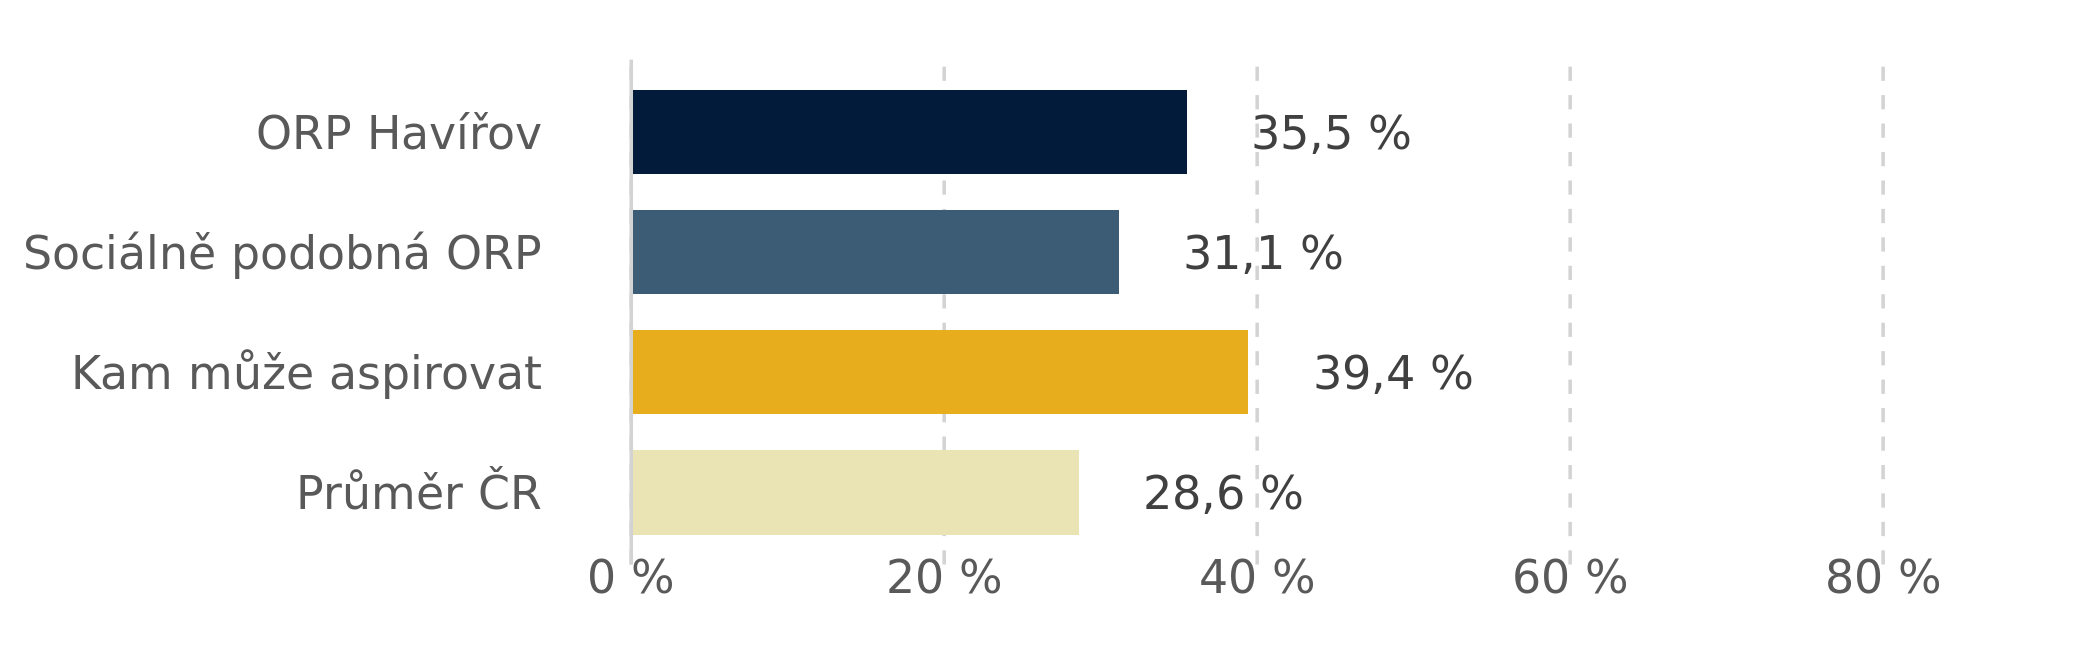 ORP Havířov 35,5 %
Sociálně podobná ORP 31,1 %
Kam může aspirovat 39,4 %
Průměr ČR 28,6 %
0 % 20 % 40 % 60 % 80 %